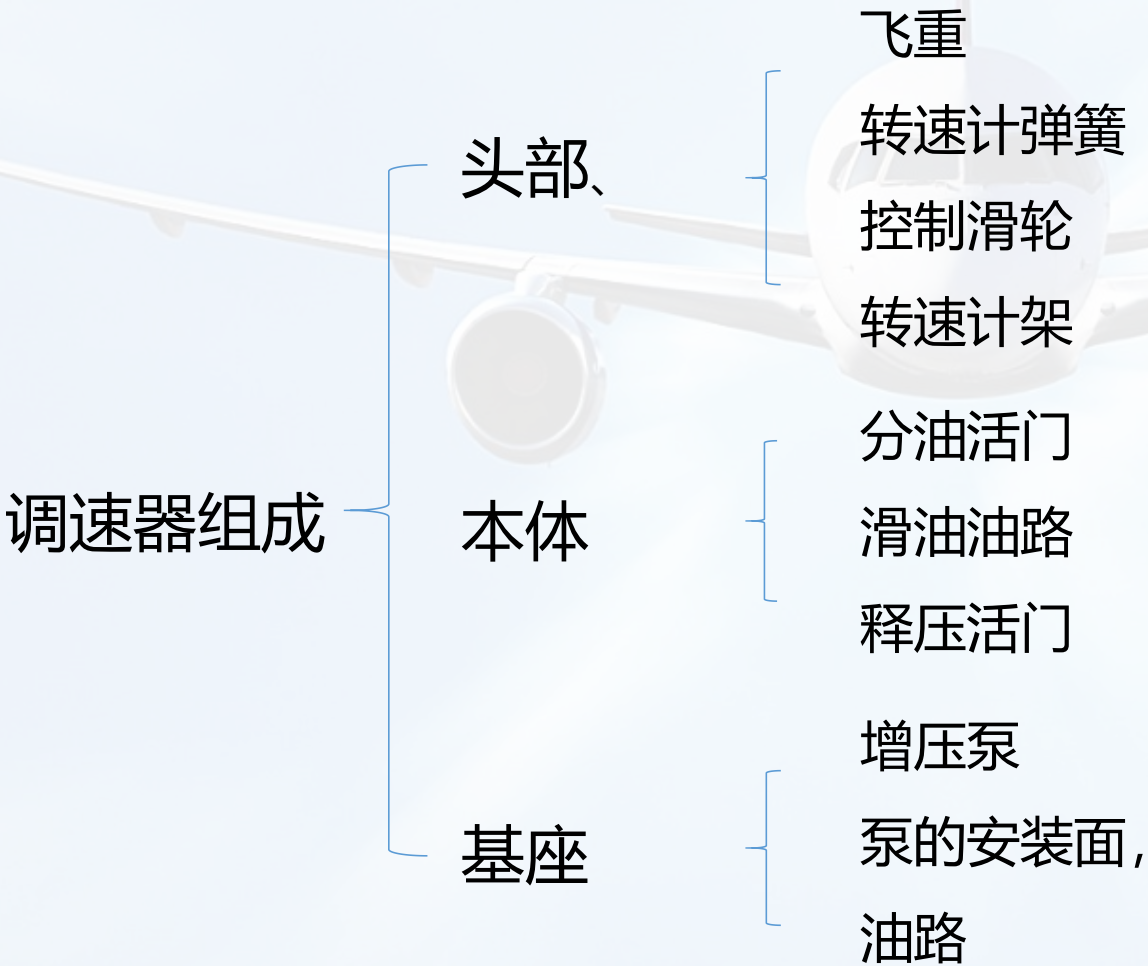 调速器组成
头部、
飞重
转速计弹簧
控制滑轮
转速计架
本体
分油活门
滑油油路
释压活门
基座
增压泵
泵的安装面，
油路